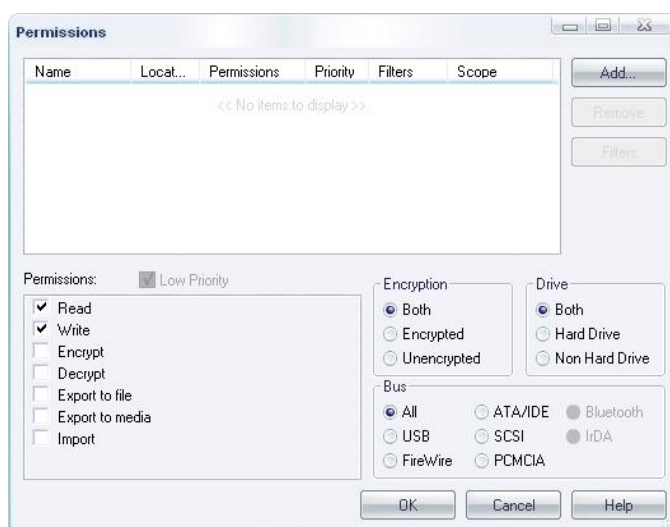 Permissions
Name Locat... Permissions Priority Filters Scope
<< No items to display >>
Add...
Remove
Filters
Permissions: Low Priority
Read
Write
Encrypt
Decrypt
Export to file
Export to media
Import
Encryption
Both
Encrypted
Unencrypted
Drive
Both
Hard Drive
Non Hard Drive
Bus
All ATA/IDE Bluetooth
USB SCSI IrDA
FireWire PCMCIA
OK Cancel Help